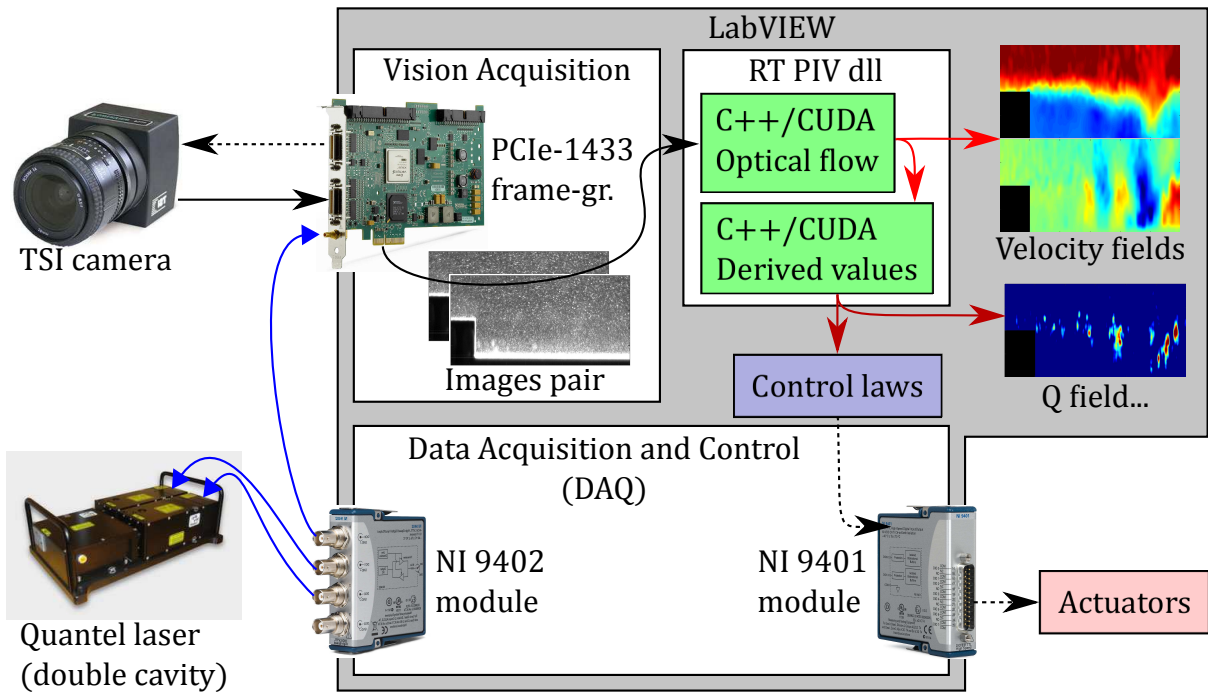 LabVIEW
Vision Acquisition
RT PIV dll
C++/CUDA
Optical flow
PCIe-1433
frame-gr.
TSI camera
C++/CUDA
Derived values
Velocity fields
Images pair
Control laws
Q field...
Data Acquisition and Control
(DAQ)
NI 9402
module
NI 9401
module
Actuators
Quantel laser
(double cavity)